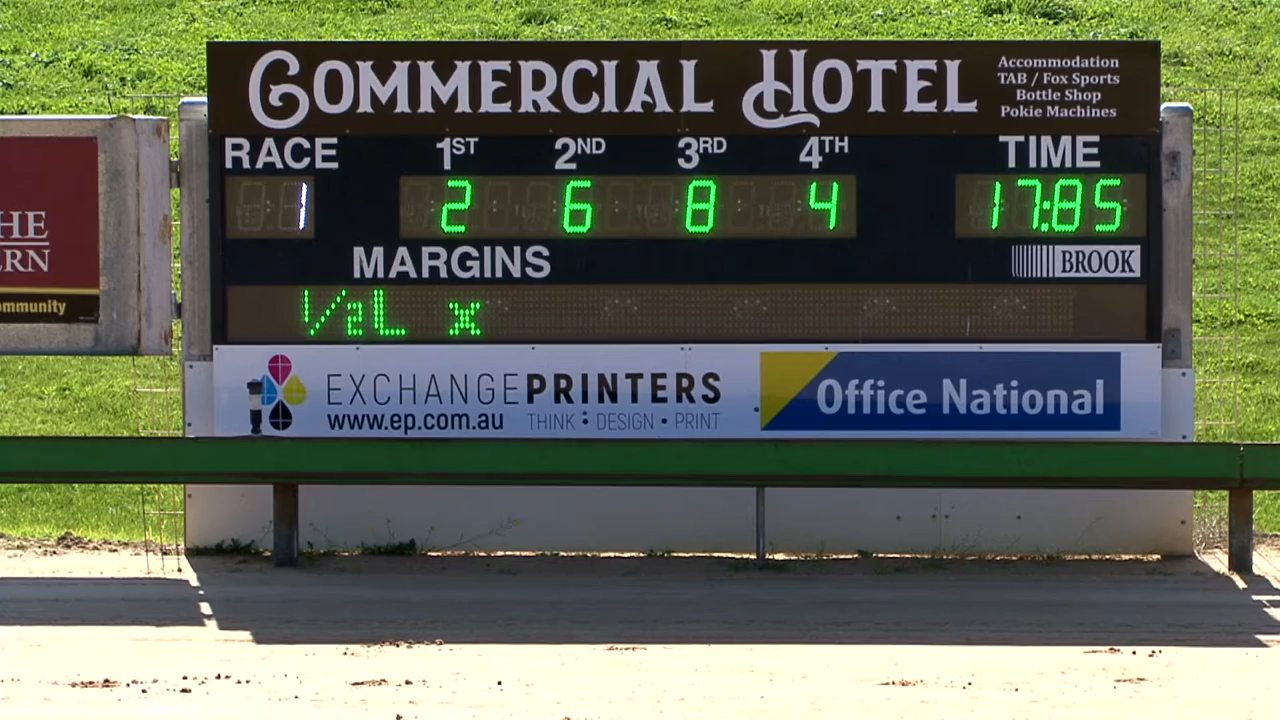 COMMERCIAL HOTEL
Accommodation
TAB / Fox Sports
Bottle Shop
Pokie Machines
RACE 1ST 2ND 3RD 4TH TIME
1 2 6 8 4 17:85
MARGINS
BROOK
1/2L x
HE
RN
ommunity
EXCHANGEPRINTERS
www.ep.com.au THINK : DESIGN • PRINT
Office National